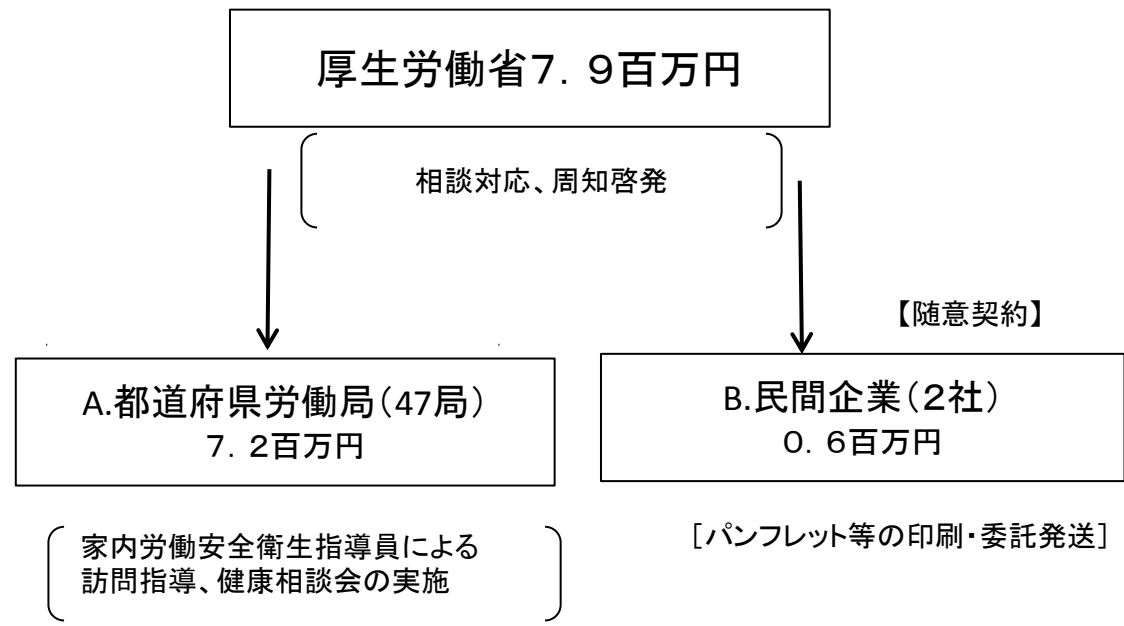 厚生労働省７．９百万円
相談対応、周知啓発
【随意契約】
A.都道府県労働局（47局）
７．２百万円
B.民間企業（２社）
０．６百万円
家内労働安全衛生指導員による
訪問指導、健康相談会の実施
［パンフレット等の印刷・委託発送］